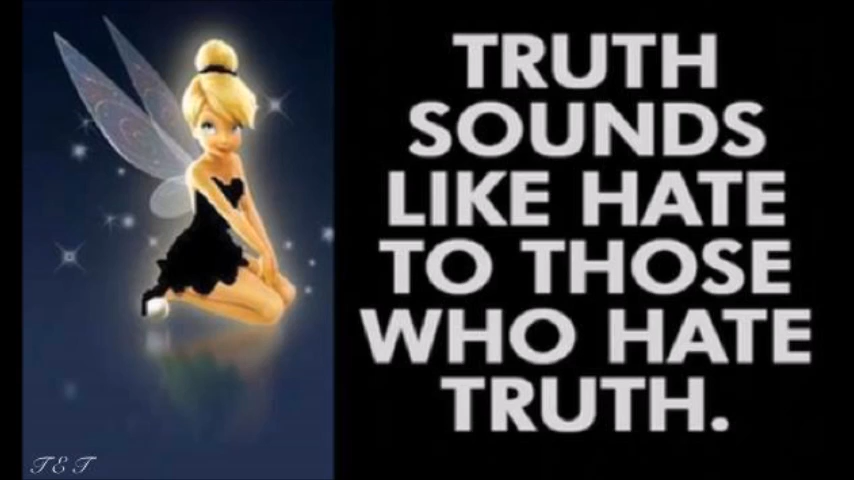 TRUTH
SOUNDS
LIKE HATE
TO THOSE
WHO HATE
TRUTH.
T&T